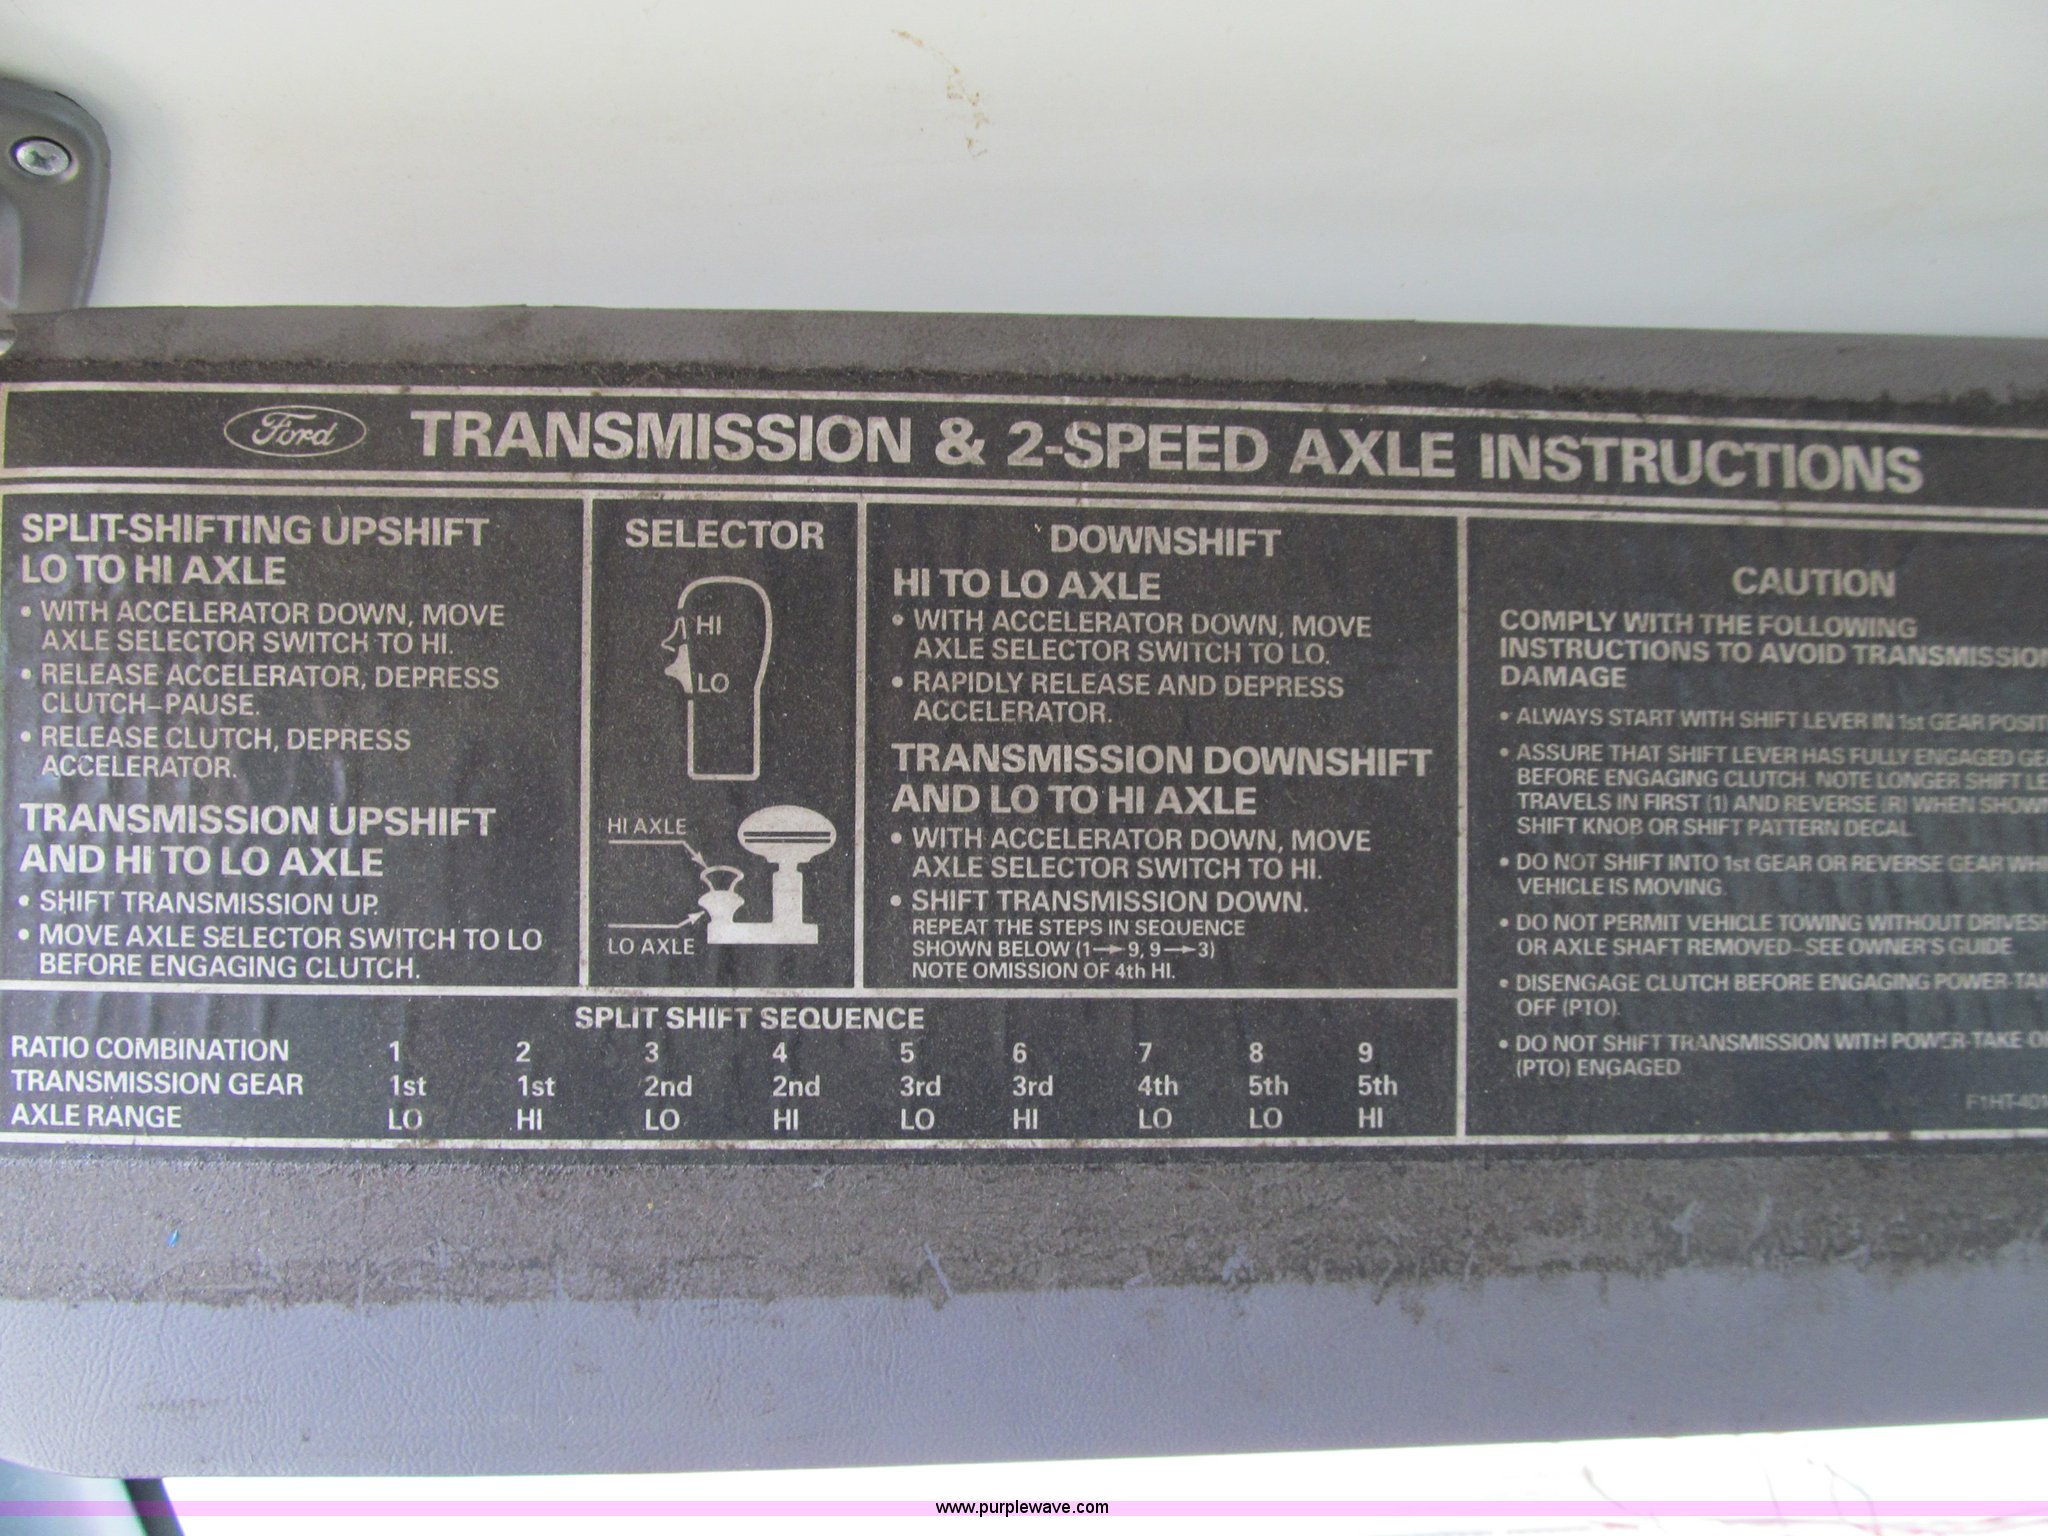 Ford TRANSMISSION & 2-SPEED AXLE INSTRUCTIONS
SPLIT-SHIFTING UPSHIFT
LO TO HI AXLE
• WITH ACCELERATOR DOWN, MOVE
AXLE SELECTOR SWITCH TO HI.
• RELEASE ACCELERATOR, DEPRESS
CLUTCH–PAUSE.
• RELEASE CLUTCH, DEPRESS
ACCELERATOR.
TRANSMISSION UPSHIFT
AND HI TO LO AXLE
• SHIFT TRANSMISSION UP.
• MOVE AXLE SELECTOR SWITCH TO LO
BEFORE ENGAGING CLUTCH.
SELECTOR
HI
LO
HI AXLE
LO AXLE
DOWNSHIFT
HI TO LO AXLE
• WITH ACCELERATOR DOWN, MOVE
AXLE SELECTOR SWITCH TO LO.
• RAPIDLY RELEASE AND DEPRESS
ACCELERATOR.
TRANSMISSION DOWNSHIFT
AND LO TO HI AXLE
• WITH ACCELERATOR DOWN, MOVE
AXLE SELECTOR SWITCH TO HI.
• SHIFT TRANSMISSION DOWN.
REPEAT THE STEPS IN SEQUENCE
SHOWN BELOW (1→9, 9→3)
NOTE OMISSION OF 4th HI.
SPLIT SHIFT SEQUENCE
RATIO COMBINATION 1 2 3 4 5 6 7 8 9
TRANSMISSION GEAR 1st 1st 2nd 2nd 3rd 3rd 4th 5th 5th
AXLE RANGE LO HI LO HI LO HI LO LO HI
CAUTION
COMPLY WITH THE FOLLOWING
INSTRUCTIONS TO AVOID TRANSMISSION
DAMAGE
• ALWAYS START WITH SHIFT LEVER IN 1st GEAR
• ASSURE THAT SHIFT LEVER HAS FULLY ENGAGED
BEFORE ENGAGING CLUTCH. NOTE LONGER SHIFT
TRAVELS IN FIRST (1) AND REVERSE (R) WHEN SHOWN
SHIFT KNOB OR SHIFT PATTERN DECAL.
• DO NOT SHIFT INTO 1st GEAR OR REVERSE GEAR
VEHICLE IS MOVING.
• DO NOT PERMIT VEHICLE TOWING WITHOUT
OR AXLE SHAFT REMOVED–SEE OWNER'S GUIDE
• DISENGAGE CLUTCH BEFORE ENGAGING POWER-
OFF (PTO).
• DO NOT SHIFT TRANSMISSION WITH POWER-TAKE-
(PTO) ENGAGED.
www.purplewave.com